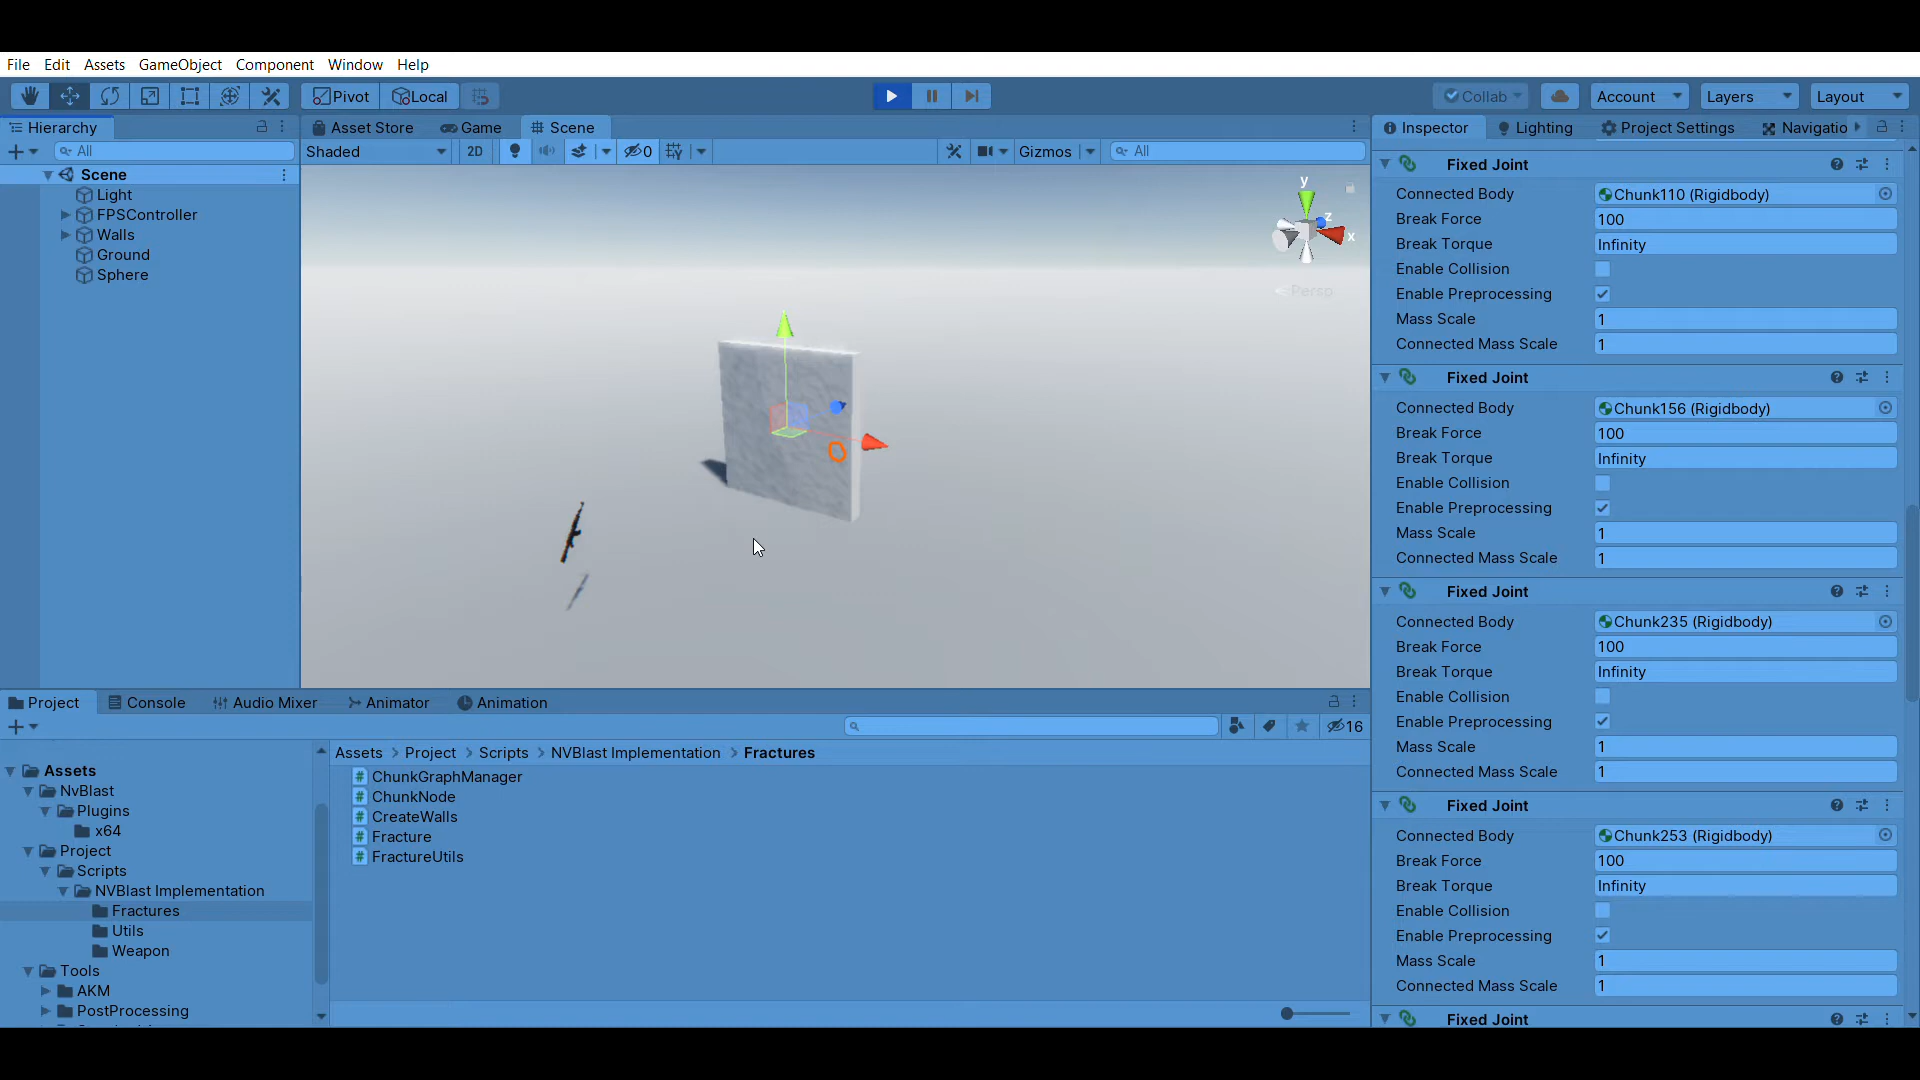 File Edit Assets GameObject Component Window Help
Pivot Local Collab Account Layers Layout
Hierarchy
All
Scene
Light
FPSController
Walls
Ground
Sphere
Asset Store Game Scene
Shaded 2D 0 Gizmos All
y
z
x
Persp
Inspector Lighting Project Settings Navigatio
Fixed Joint
Connected Body Chunk110 (Rigidbody)
Break Force 100
Break Torque Infinity
Enable Collision
Enable Preprocessing
Mass Scale 1
Connected Mass Scale 1
Fixed Joint
Connected Body Chunk156 (Rigidbody)
Break Force 100
Break Torque Infinity
Enable Collision
Enable Preprocessing
Mass Scale 1
Connected Mass Scale 1
Fixed Joint
Connected Body Chunk235 (Rigidbody)
Break Force 100
Break Torque Infinity
Enable Collision
Enable Preprocessing
Mass Scale 1
Connected Mass Scale 1
Fixed Joint
Connected Body Chunk253 (Rigidbody)
Break Force 100
Break Torque Infinity
Enable Collision
Enable Preprocessing
Mass Scale 1
Connected Mass Scale 1
Fixed Joint
Project Console Audio Mixer Animator Animation
16
Assets
NvBlast
Plugins
x64
Project
Scripts
NVBlast Implementation
Fractures
Utils
Weapon
Tools
AKM
PostProcessing
Assets > Project > Scripts > NVBlast Implementation > Fractures
ChunkGraphManager
ChunkNode
CreateWalls
Fracture
FractureUtils